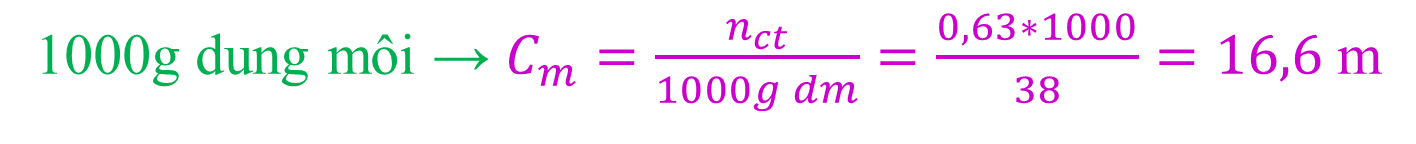 1000g dung môi → C_m = n_ct / 1000g dm = 0,63*1000 / 38 = 16,6 m